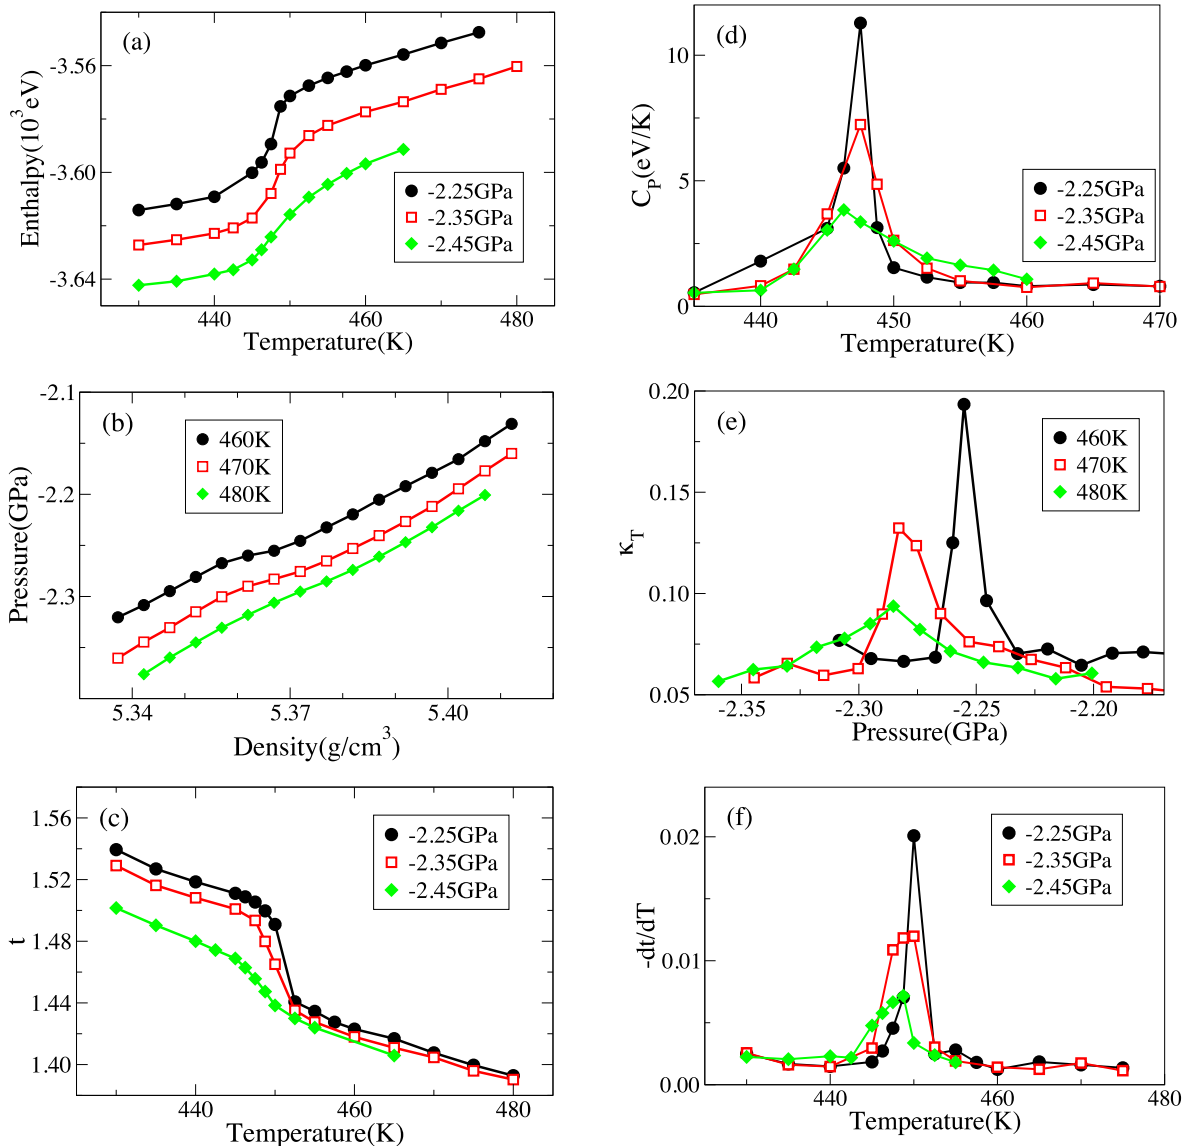 (a)
Enthalpy(10³eV)
-3.56
-3.60
-3.64
-2.25GPa
-2.35GPa
-2.45GPa
440
460
480
Temperature(K)
(d)
C_P(eV/K)
10
5
0
-2.25GPa
-2.35GPa
-2.45GPa
440
450
460
470
Temperature(K)
(b)
Pressure(GPa)
-2.1
-2.2
-2.3
460K
470K
480K
5.34
5.37
5.40
Density(g/cm³)
(e)
κ_T
0.20
0.15
0.10
0.05
460K
470K
480K
-2.35
-2.30
-2.25
-2.20
Pressure(GPa)
(c)
t
1.56
1.52
1.48
1.44
1.40
-2.25GPa
-2.35GPa
-2.45GPa
440
460
480
Temperature(K)
(f)
-dt/dT
0.02
0.01
0.00
-2.25GPa
-2.35GPa
-2.45GPa
440
460
480
Temperature(K)